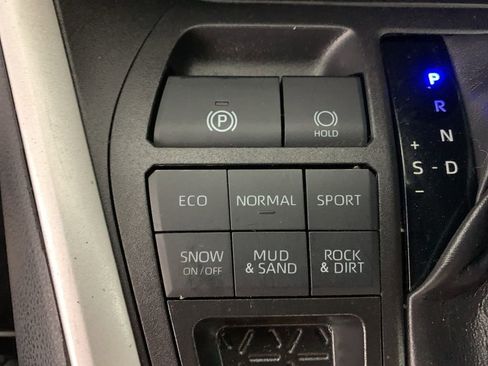 P
HOLD
P
R
N
+
S - D
-
ECO NORMAL SPORT
SNOW
ON/OFF
MUD
& SAND
ROCK
& DIRT